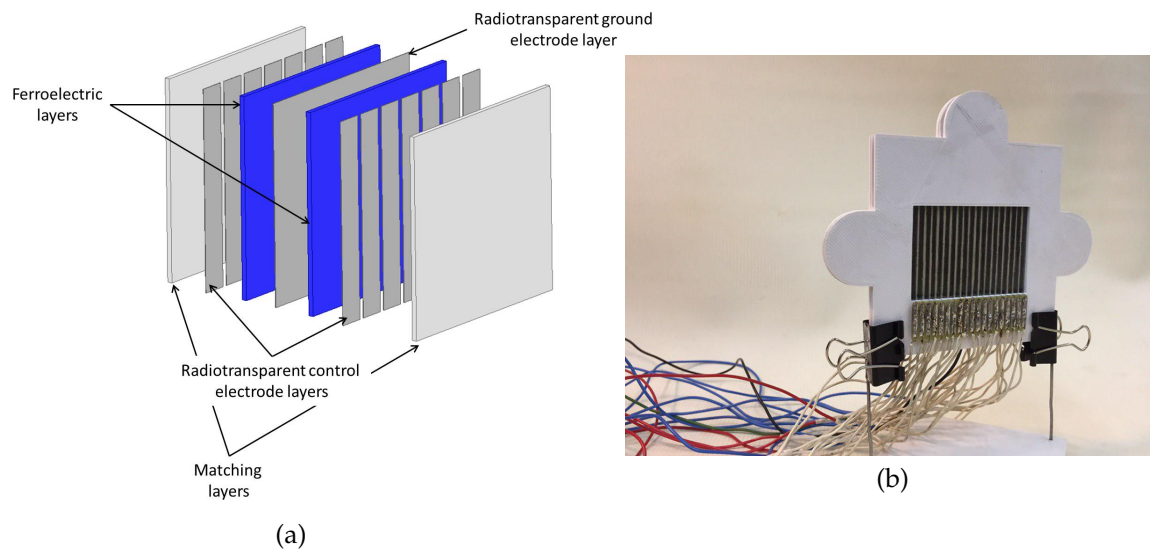 Radiotransparent ground
electrode layer
Ferroelectric
layers
Radiotransparent control
electrode layers
Matching
layers
(a)
(b)